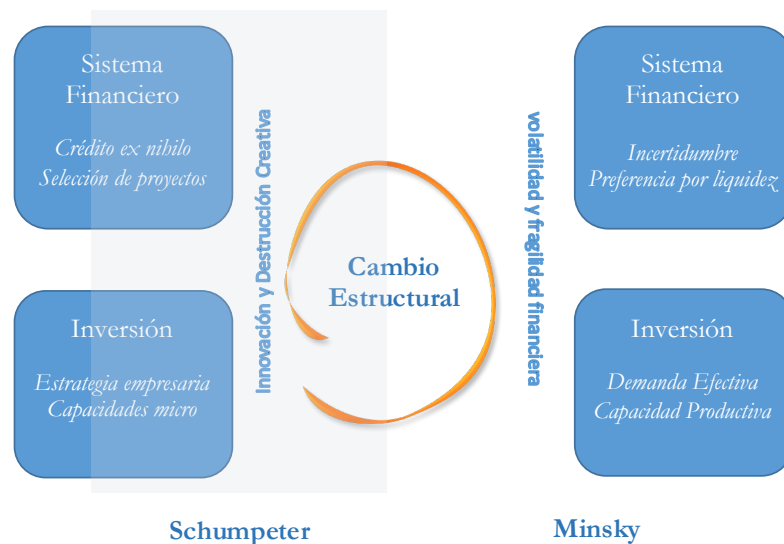 Sistema
Financiero
Crédito ex nihilo
Selección de proyectos
Inversión
Estrategia empresaria
Capacidades micro
Innovación y Destrucción Creativa
Cambio
Estructural
volatilidad y fragilidad financiera
Sistema
Financiero
Incertidumbre
Preferencia por liquidez
Inversión
Demanda Efectiva
Capacidad Productiva
Schumpeter
Minsky